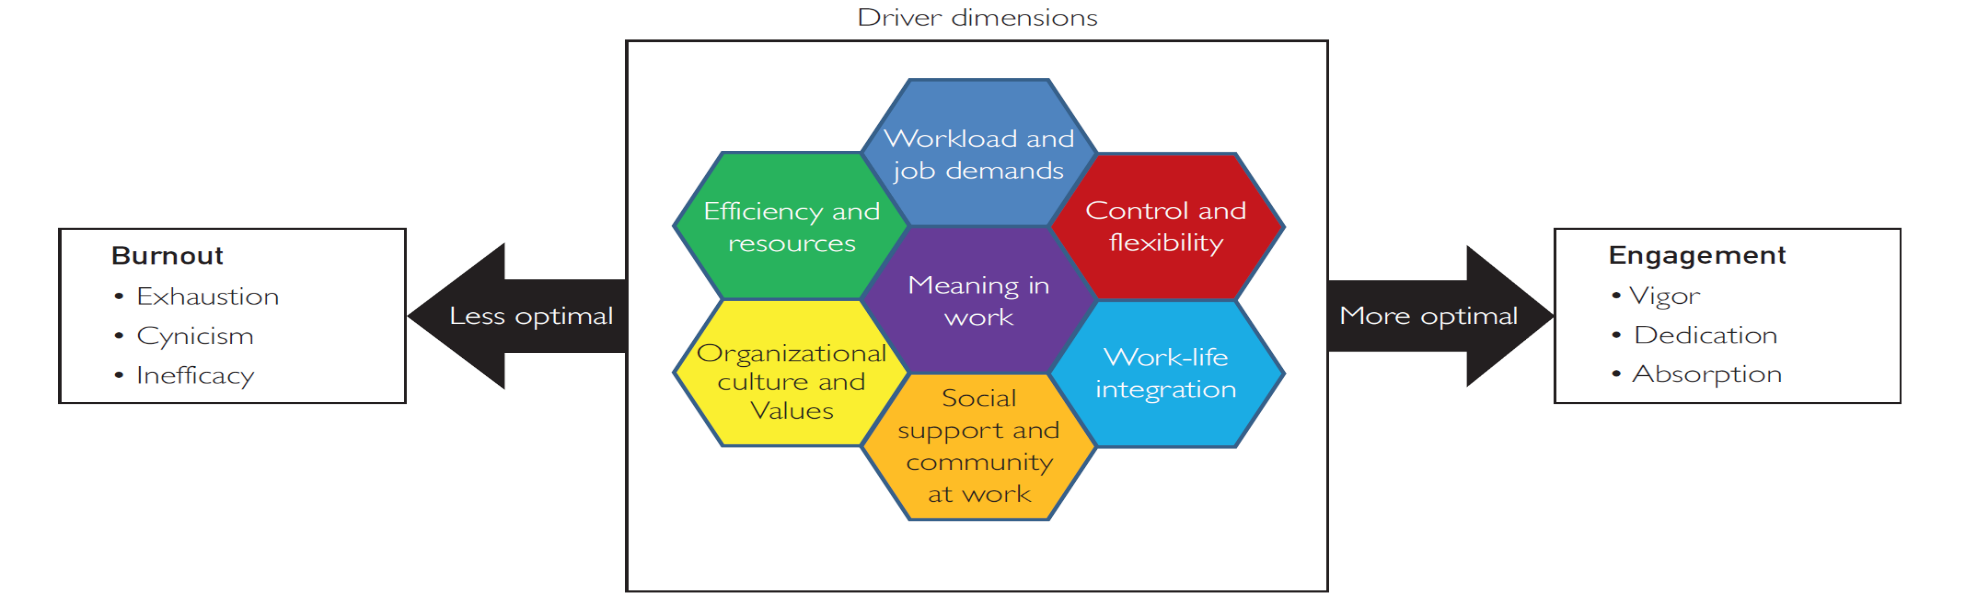 Driver dimensions
Workload and
job demands
Efficiency and
resources
Control and
flexibility
Meaning in
work
Organizational
culture and
Values
Work-life
integration
Social
support and
community
at work
Burnout
• Exhaustion
• Cynicism
• Inefficacy
Less optimal
More optimal
Engagement
• Vigor
• Dedication
• Absorption